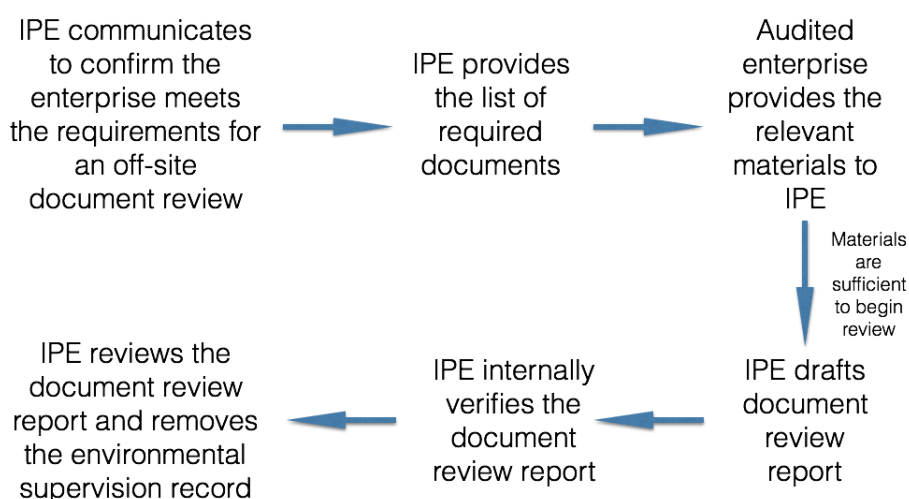 IPE communicates
to confirm the
enterprise meets
the requirements for
an off-site
document review
IPE provides
the list of
required
documents
Audited
enterprise
provides the
relevant
materials to
IPE
Materials
are
sufficient
to begin
review
IPE drafts
document
review
report
IPE internally
verifies the
document
review report
IPE reviews the
document review
report and removes
the environmental
supervision record